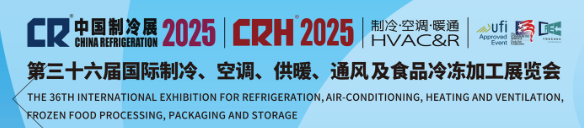 CR® 中国制冷展 CHINA REFRIGERATION 2025 CRH® 2025 制冷·空调·暖通 HVAC&R ufi Approved Event
第三十六届国际制冷、空调、供暖、通风及食品冷冻加工展览会
THE 36TH INTERNATIONAL EXHIBITION FOR REFRIGERATION, AIR-CONDITIONING, HEATING AND VENTILATION,
FROZEN FOOD PROCESSING, PACKAGING AND STORAGE